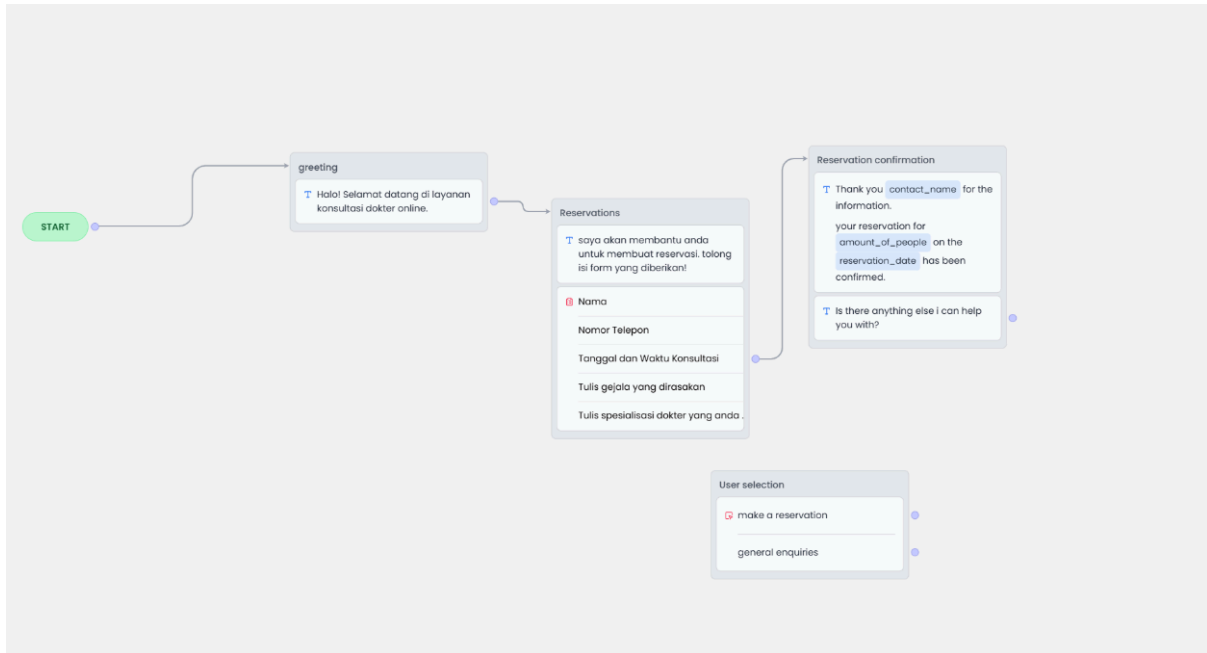 START
greeting
Halo! Selamat datang di layanan
konsultasi dokter online.
Reservations
saya akan membantu anda
untuk membuat reservasi. tolong
isi form yang diberikan!
Nama
Nomor Telepon
Tanggal dan Waktu Konsultasi
Tulis gejala yang dirasakan
Tulis spesialisasi dokter yang anda .
Reservation confirmation
Thank you contact_name for the
information.
your reservation for
amount_of_people on the
reservation_date has been
confirmed.
Is there anything else i can help
you with?
User selection
make a reservation
general enquiries